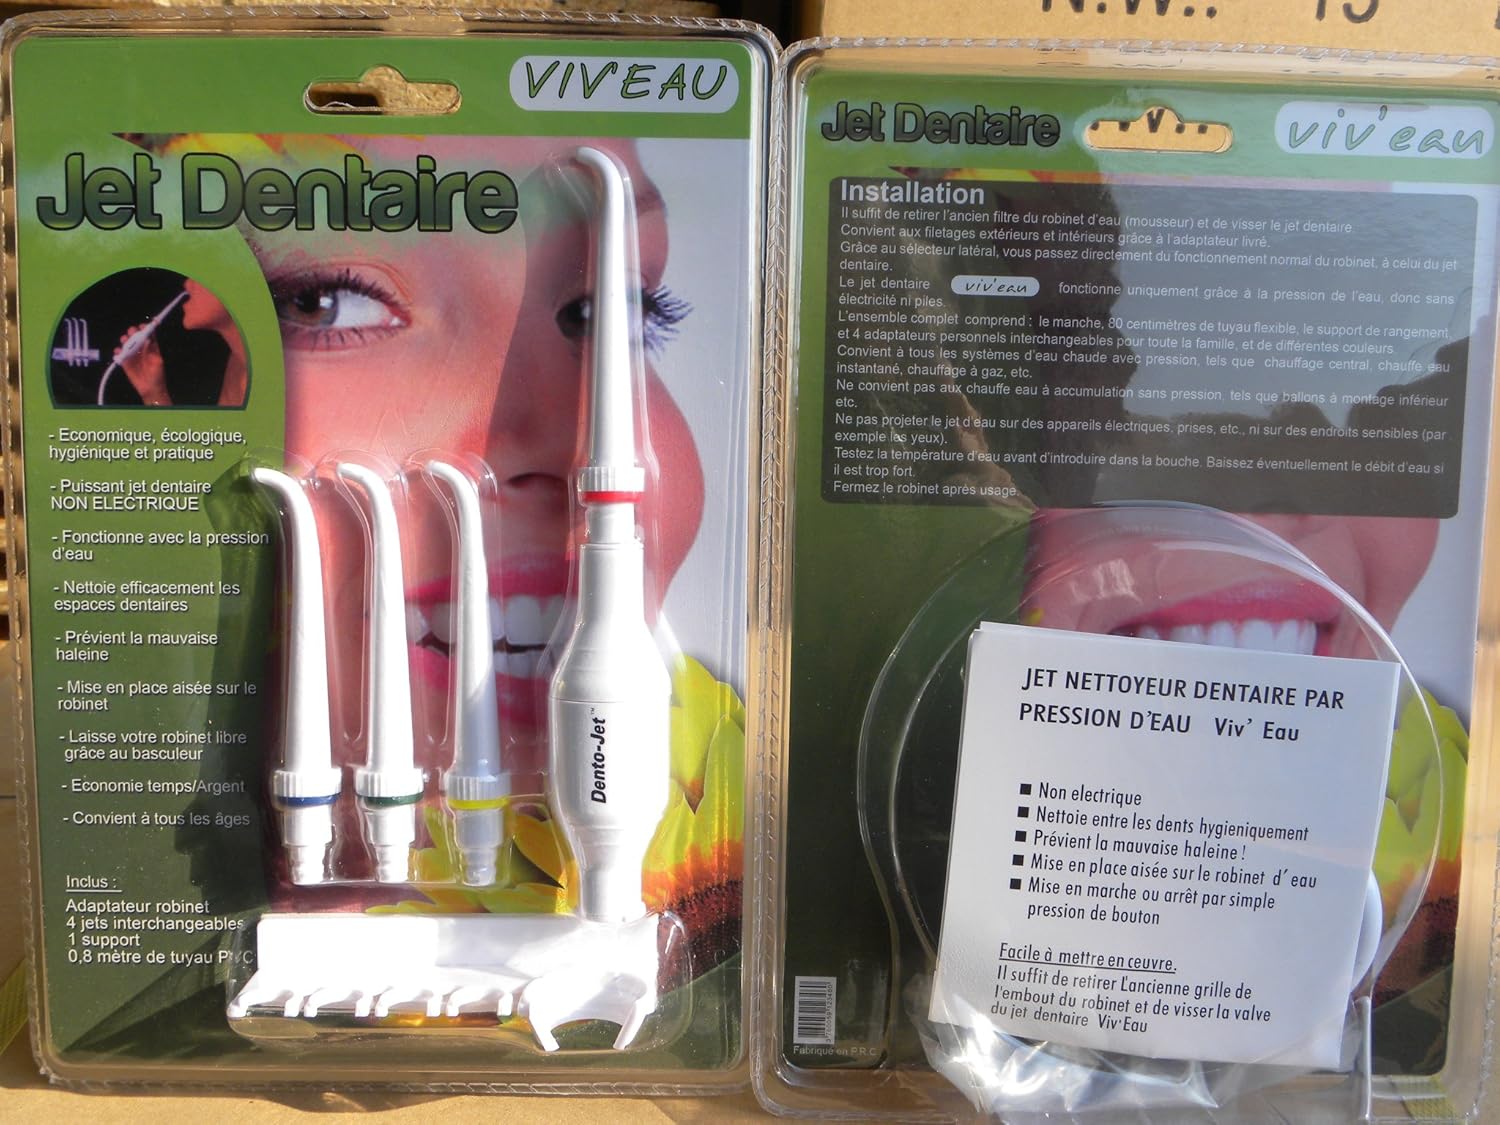 N.W.: 15
VIV'EAU
Jet Dentaire
- Economique, écologique,
hygiénique et pratique
- Puissant jet dentaire
NON ELECTRIQUE
- Fonctionne avec la pression
d'eau
- Nettoie efficacement les
espaces dentaires
- Prévient la mauvaise
haleine
- Mise en place aisée sur le
robinet
- Laisse votre robinet libre
grâce au basculeur
- Economie temps/Argent
- Convient à tous les âges
Inclus :
Adaptateur robinet
4 jets interchangeables
1 support
0,8 mètre de tuyau PVC
Dento-Jet™
Jet Dentaire
viv'eau
Installation
Il suffit de retirer l'ancien filtre du robinet d'eau (mousseur) et de visser le jet dentaire.
Convient aux filetages extérieurs et intérieurs grâce à l'adaptateur livré.
Grâce au sélecteur latéral, vous passez directement du fonctionnement normal du robinet, à celui du jet
dentaire.
Le jet dentaire viv'eau fonctionne uniquement grâce à la pression de l'eau, donc sans
électricité ni piles.
L'ensemble complet comprend : le manche, 80 centimètres de tuyau flexible, le support de rangement,
et 4 adaptateurs personnels interchangeables pour toute la famille, et de différentes couleurs.
Convient à tous les systèmes d'eau chaude avec pression, tels que chauffage central, chauffe eau
instantané, chauffage à gaz, etc.
Ne convient pas aux chauffe eau à accumulation sans pression, tels que ballons à montage inférieur
etc.
Ne pas projeter le jet d'eau sur des appareils électriques, prises, etc., ni sur des endroits sensibles (par
exemple les yeux).
Testez la température d'eau avant d'introduire dans la bouche. Baissez éventuellement le débit d'eau si
il est trop fort.
Fermez le robinet après usage.
JET NETTOYEUR DENTAIRE PAR
PRESSION D'EAU Viv' Eau
■ Non electrique
■ Nettoie entre les dents hygieniquement
■ Prévient la mauvaise haleine !
■ Mise en place aisée sur le robinet d' eau
■ Mise en marche ou arrêt par simple
pression de bouton
Facile à mettre en œuvre.
Il suffit de retirer L'ancienne grille de
l'embout du robinet et de visser la valve
du jet dentaire Viv'Eau
Fabriqué en P.R.C